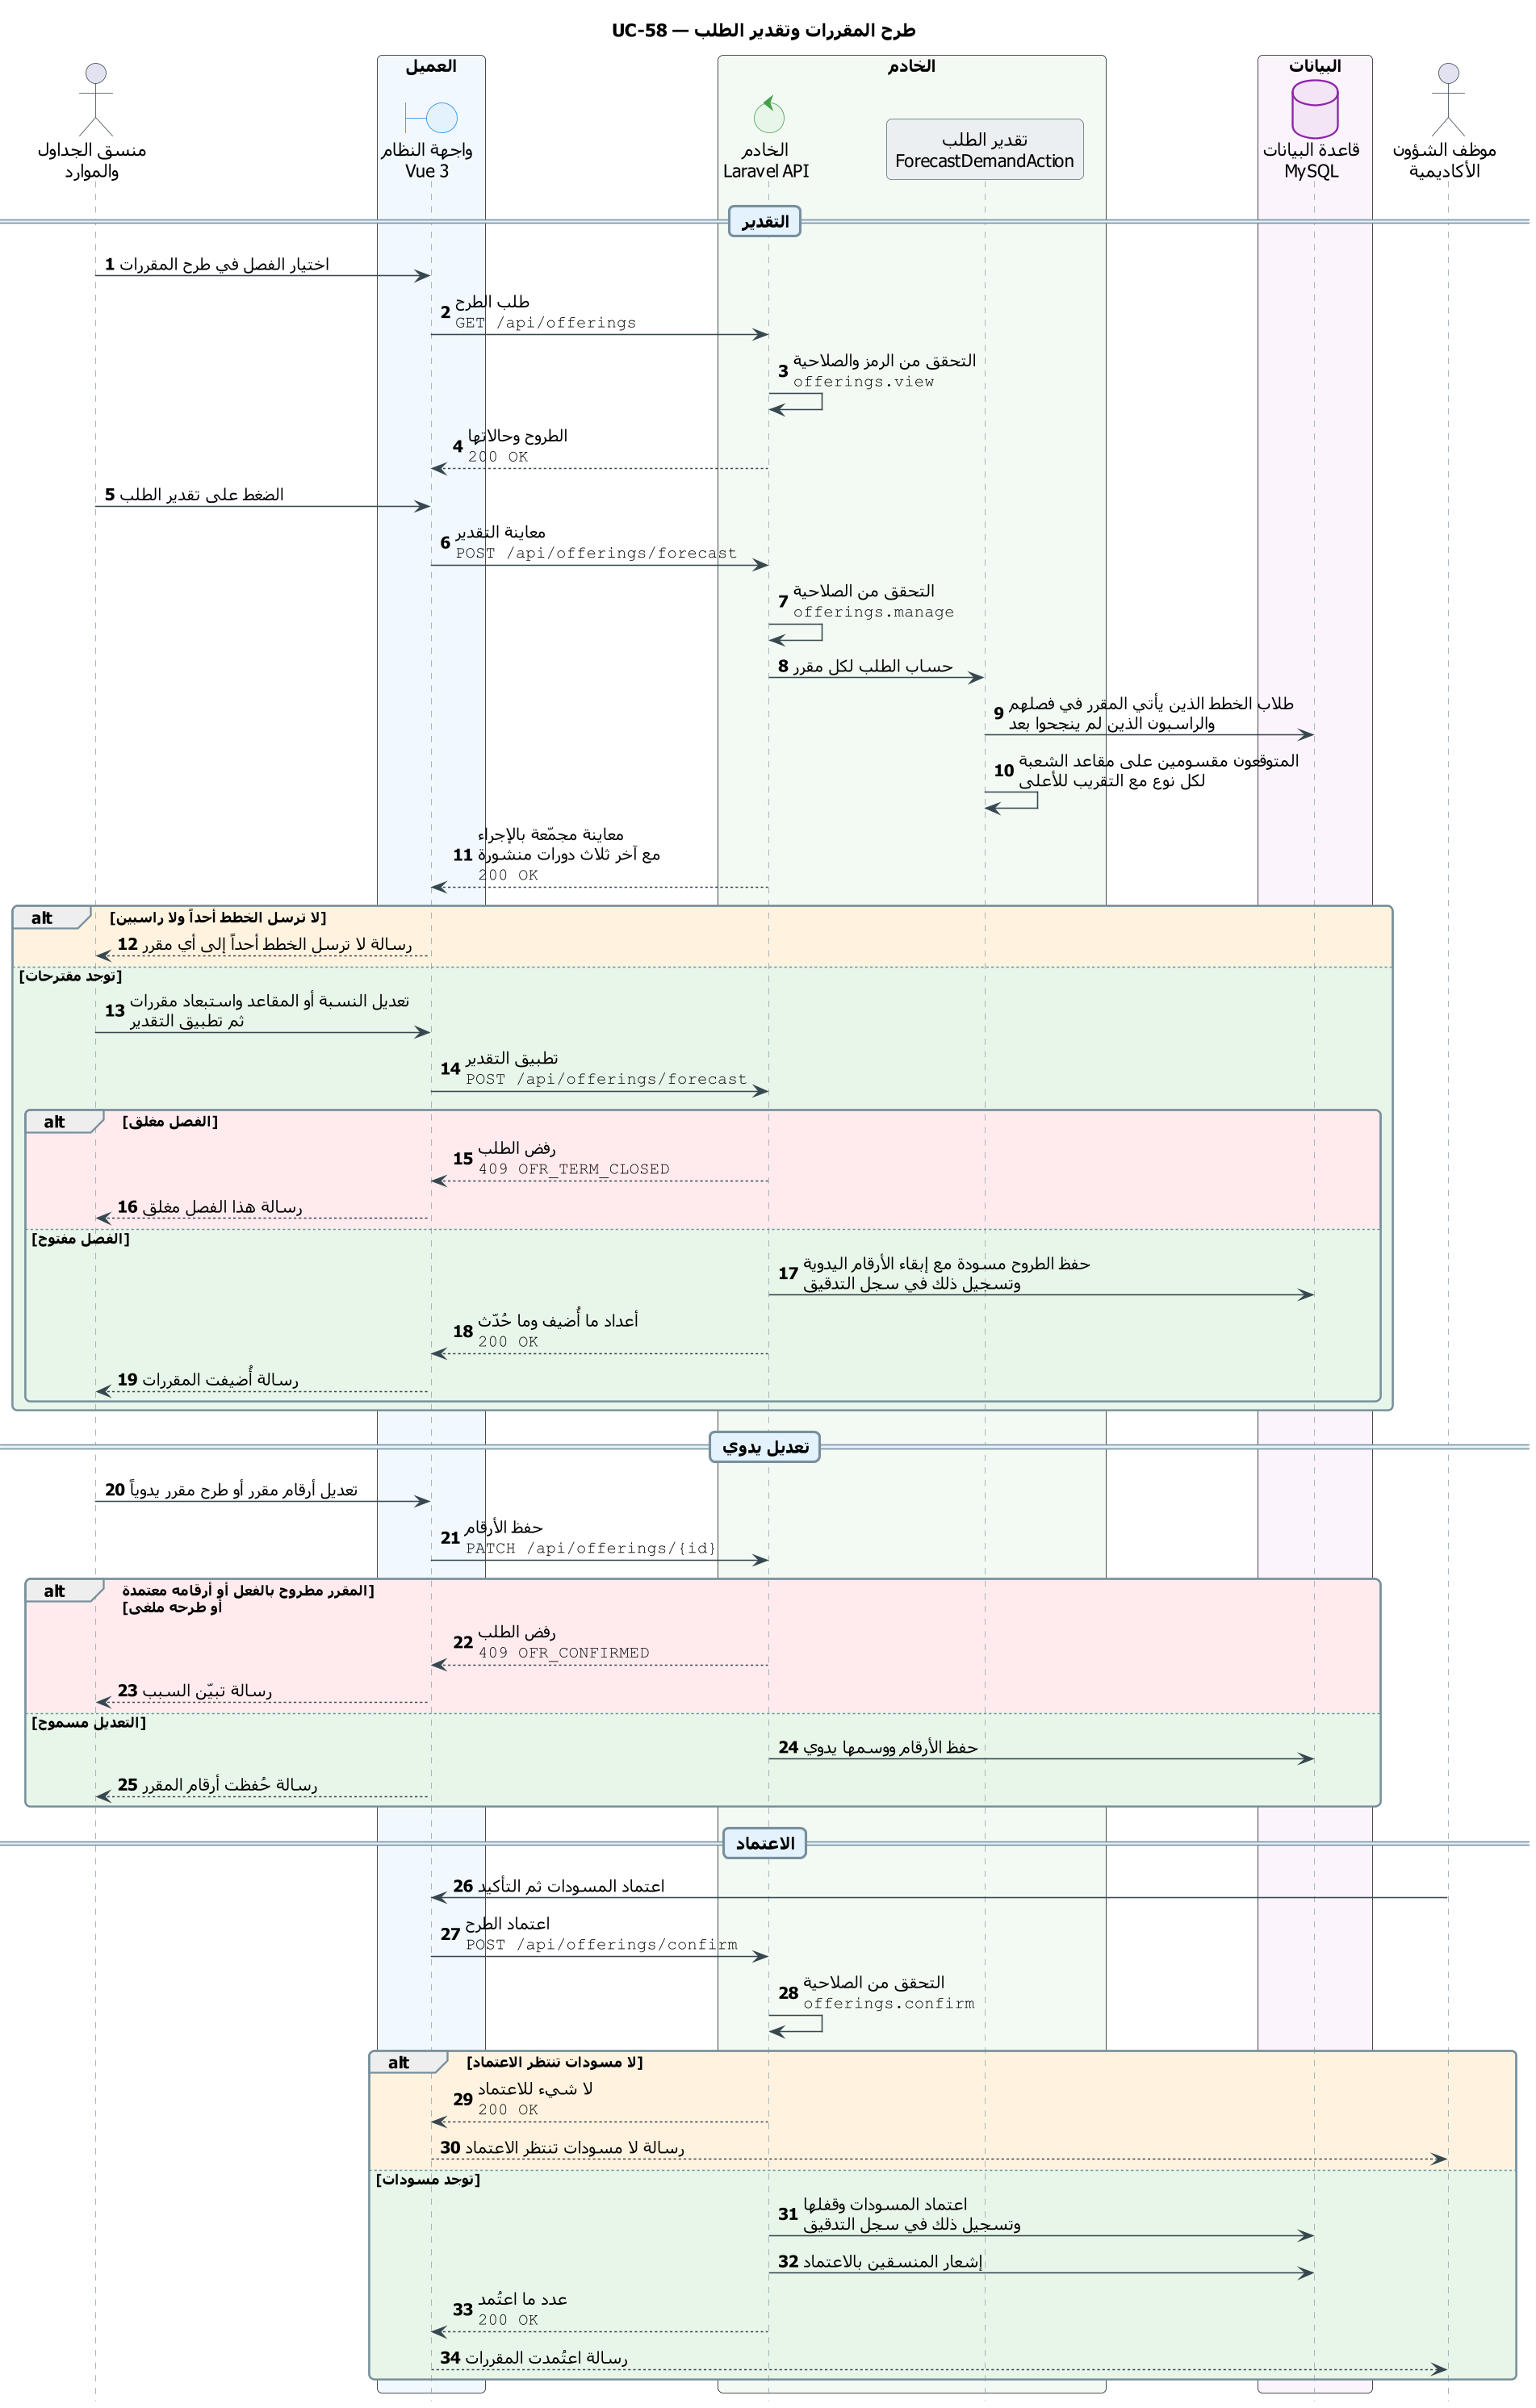 UC-58 — طرح المقررات وتقدير الطلب
العميل
الخادم
البيانات
منسق الجداول
والموارد
واجهة النظام
Vue 3
الخادم
Laravel API
تقدير الطلب
ForecastDemandAction
قاعدة البيانات
MySQL
موظف الشؤون
الأكاديمية
التقدير
1 اختيار الفصل في طرح المقررات
2 طلب الطرح
GET /api/offerings
3 التحقق من الرمز والصلاحية
offerings.view
4 الطروح وحالاتها
200 OK
5 الضغط على تقدير الطلب
6 معاينة التقدير
POST /api/offerings/forecast
7 التحقق من الصلاحية
offerings.manage
8 حساب الطلب لكل مقرر
9 طلاب الخطط الذين يأتي المقرر في فصلهم
والراسبون الذين لم ينجحوا بعد
10 المتوقعون مقسومين على مقاعد الشعبة
لكل نوع مع التقريب للأعلى
11 معاينة مجمّعة بالإجراء
مع آخر ثلاث دورات منشورة
200 OK
alt [لا ترسل الخطط أحداً ولا راسبين]
12 رسالة لا ترسل الخطط أحداً إلى أي مقرر
[توجد مقترحات]
13 تعديل النسبة أو المقاعد واستبعاد مقررات
ثم تطبيق التقدير
14 تطبيق التقدير
POST /api/offerings/forecast
alt [الفصل مغلق]
15 رفض الطلب
409 OFR_TERM_CLOSED
16 رسالة هذا الفصل مغلق
[الفصل مفتوح]
17 حفظ الطروح مسودة مع إبقاء الأرقام اليدوية
وتسجيل ذلك في سجل التدقيق
18 أعداد ما أُضيف وما حُدّث
200 OK
19 رسالة أُضيفت المقررات
تعديل يدوي
20 تعديل أرقام مقرر أو طرح مقرر يدوياً
21 حفظ الأرقام
PATCH /api/offerings/{id}
alt [المقرر مطروح بالفعل أو أرقامه معتمدة
أو طرحه ملغى]
22 رفض الطلب
409 OFR_CONFIRMED
23 رسالة تبيّن السبب
[التعديل مسموح]
24 حفظ الأرقام ووسمها يدوي
25 رسالة حُفظت أرقام المقرر
الاعتماد
26 اعتماد المسودات ثم التأكيد
27 اعتماد الطرح
POST /api/offerings/confirm
28 التحقق من الصلاحية
offerings.confirm
alt [لا مسودات تنتظر الاعتماد]
29 لا شيء للاعتماد
200 OK
30 رسالة لا مسودات تنتظر الاعتماد
[توجد مسودات]
31 اعتماد المسودات وقفلها
وتسجيل ذلك في سجل التدقيق
32 إشعار المنسقين بالاعتماد
33 عدد ما اعتُمد
200 OK
34 رسالة اعتُمدت المقررات